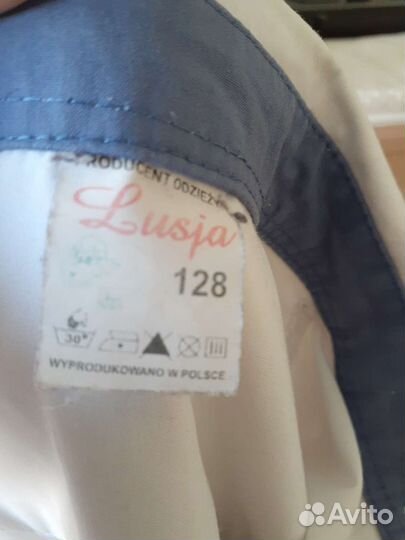 PRODUCENT ODZIEŻY
Lusja
128
30°
WYPRODUKOWANO W POLSCE
Avito